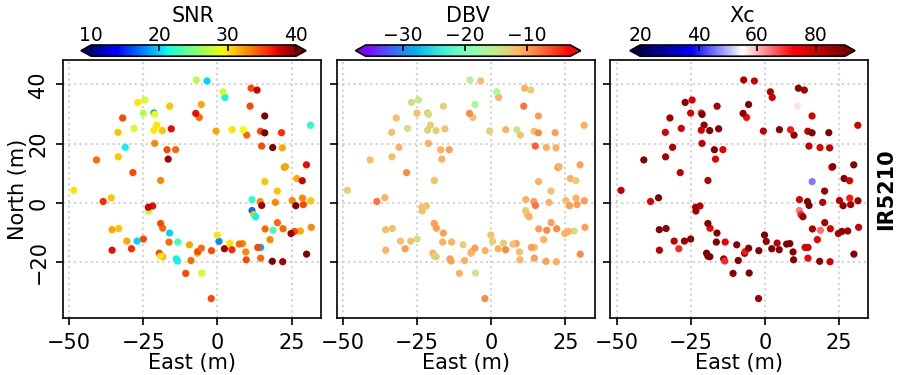 SNR DBV Xc
10 20 30 40 −30 −20 −10 20 40 60 80
40
20
0
−20
North (m)
IR5210
−50 −25 0 25 −50 −25 0 25 −50 −25 0 25
East (m) East (m) East (m)